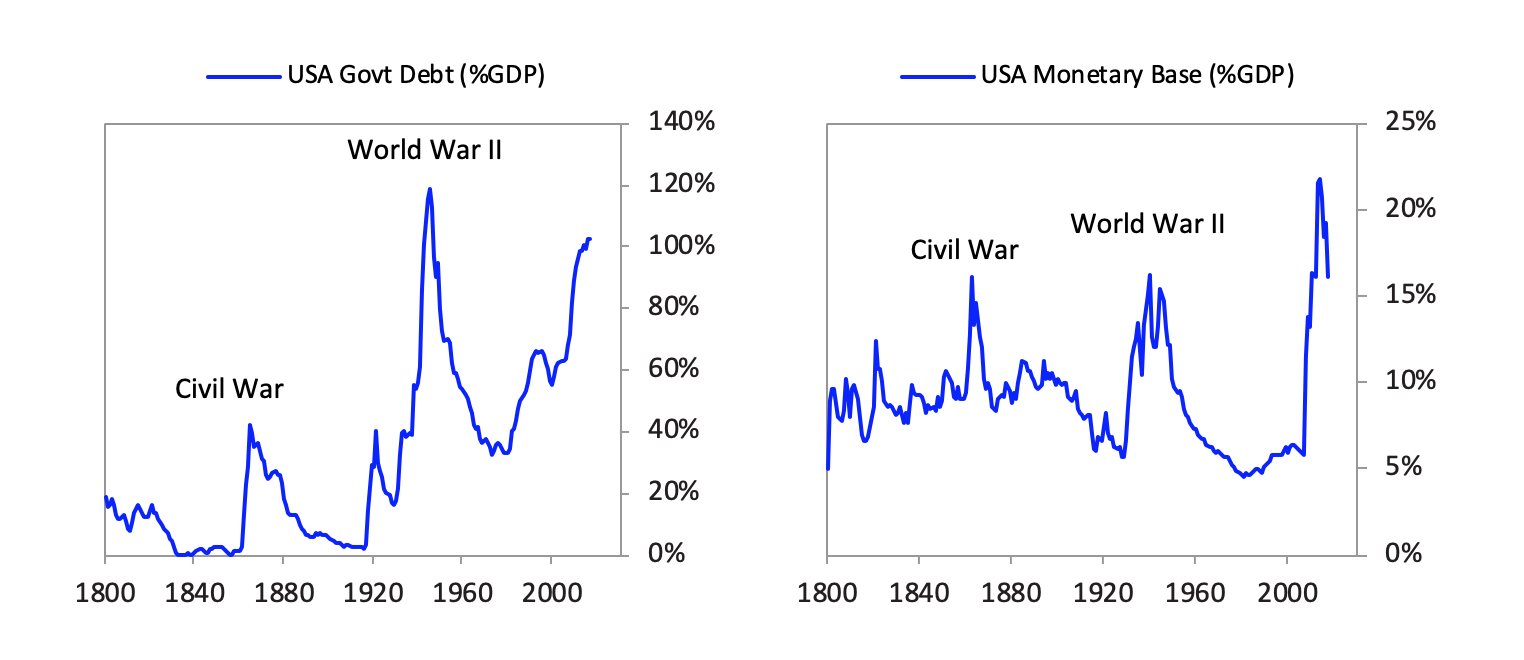 USA Govt Debt (%GDP)
140%
120%
100%
80%
60%
40%
20%
0%
World War II
Civil War
1800 1840 1880 1920 1960 2000
USA Monetary Base (%GDP)
25%
20%
15%
10%
5%
0%
World War II
Civil War
1800 1840 1880 1920 1960 2000